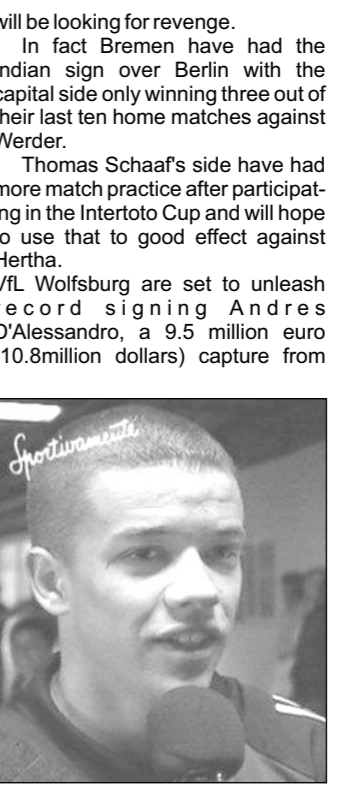 will be looking for revenge.
In fact Bremen have had the
Indian sign over Berlin with the
capital side only winning three out of
their last ten home matches against
Werder.
Thomas Schaaf's side have had
more match practice after participat-
ing in the Intertoto Cup and will hope
to use that to good effect against
Hertha.
VfL Wolfsburg are set to unleash
record signing Andres
D'Alessandro, a 9.5 million euro
(10.8million dollars) capture from
Sportivamente